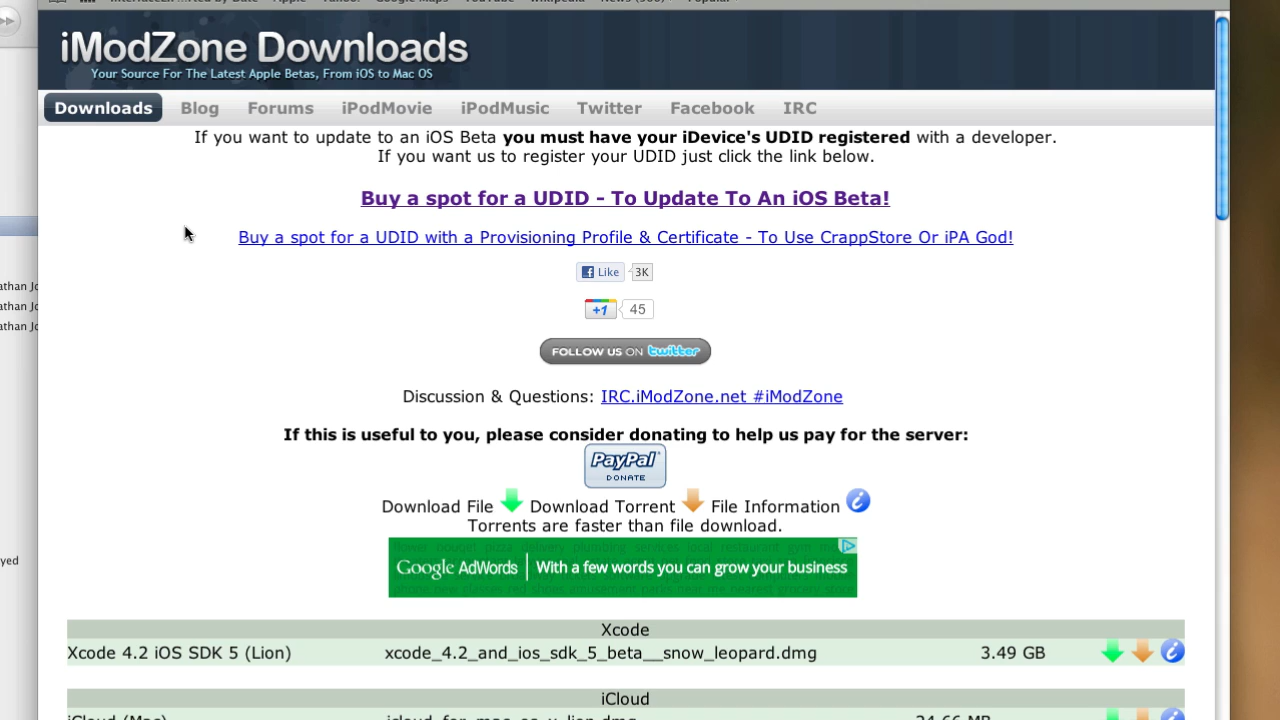 iModZone Downloads
Your Source For The Latest Apple Betas, From iOS to Mac OS
Downloads Blog Forums iPodMovie iPodMusic Twitter Facebook IRC
If you want to update to an iOS Beta you must have your iDevice's UDID registered with a developer.
If you want us to register your UDID just click the link below.
Buy a spot for a UDID - To Update To An iOS Beta!
Buy a spot for a UDID with a Provisioning Profile & Certificate - To Use CrappStore Or iPA God!
Like 3K
+1 45
FOLLOW US ON twitter
Discussion & Questions: IRC.iModZone.net #iModZone
If this is useful to you, please consider donating to help us pay for the server:
PayPal
DONATE
Download File Download Torrent File Information
Torrents are faster than file download.
Google AdWords With a few words you can grow your business
Xcode
Xcode 4.2 iOS SDK 5 (Lion) xcode_4.2_and_ios_sdk_5_beta__snow_leopard.dmg 3.49 GB
iCloud
iCloud (Mac) icloud_for_mac_os_x_lion.dmg 24.66 MB